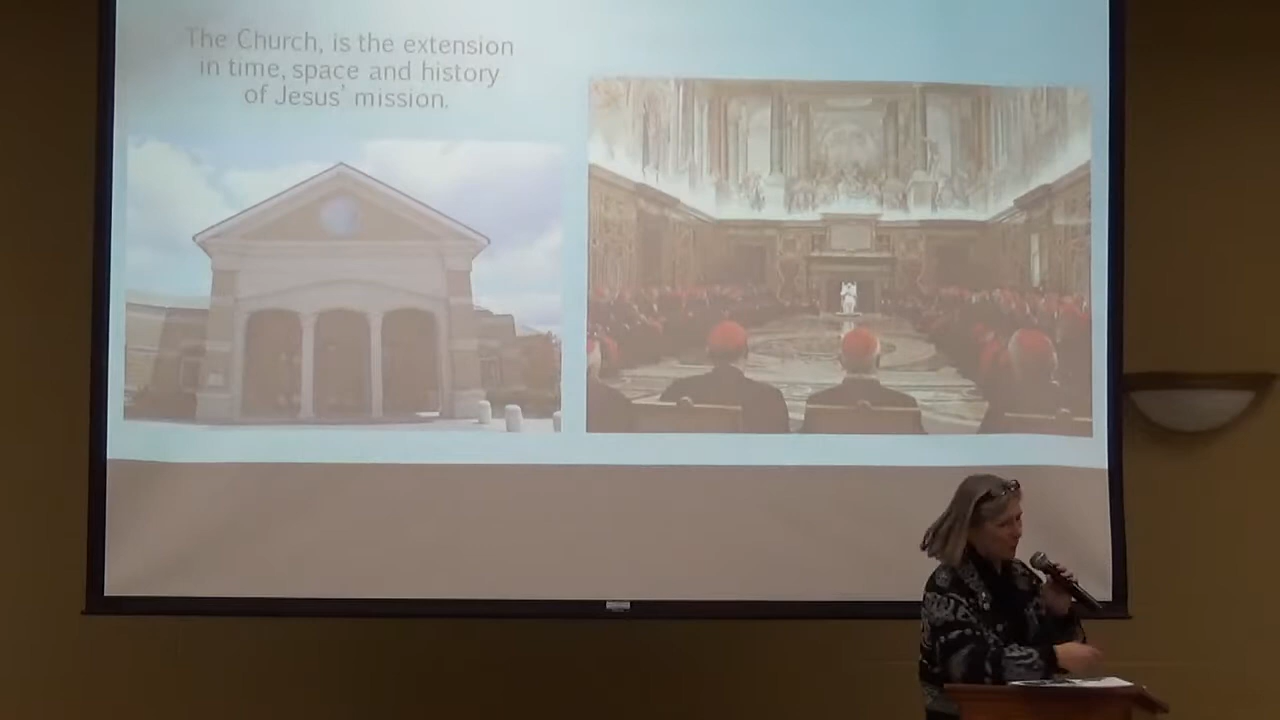 The Church, is the extension
in time, space and history
of Jesus' mission.